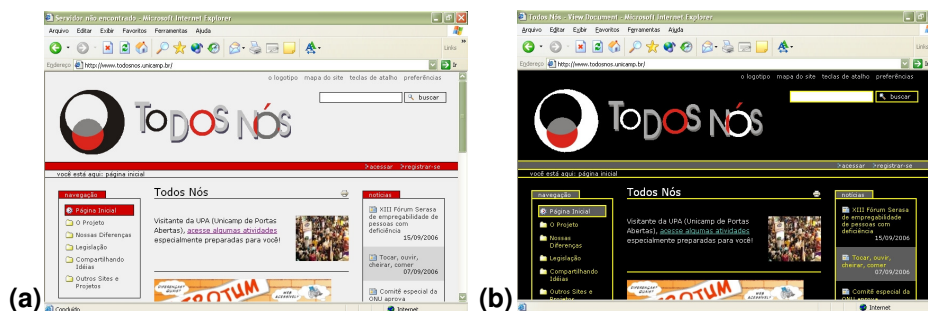 (a)
Servidor não encontrado - Microsoft Internet Explorer
Arquivo Editar Exibir Favoritos Ferramentas Ajuda
Links
Endereço http://www.todosnos.unicamp.br/ Ir
o logotipo mapa do site teclas de atalho preferências
buscar
TODOS NÓS
>acessar >registrar-se
você está aqui: página inicial
navegação
Página Inicial
O Projeto
Nossas Diferenças
Legislação
Compartilhando
Idéias
Outros Sites e
Projetos
Todos Nós
Visitante da UPA (Unicamp de Portas
Abertas), acesse algumas atividades
especialmente preparadas para você!
ROTUM
notícias
XIII Fórum Serasa
de empregabilidade de
pessoas com
deficiência
15/09/2006
Tocar, ouvir,
cheirar, comer
07/09/2006
Comitê especial da
ONU aprova
Concluído
Internet
(b)
Todos Nós - View Document - Microsoft Internet Explorer
Arquivo Editar Exibir Favoritos Ferramentas Ajuda
Links
Endereço http://www.todosnos.unicamp.br/ Ir
o logotipo mapa do site teclas de atalho preferências
buscar
TODOS NÓS
>acessar >registrar-se
você está aqui: página inicial
navegação
Página Inicial
O Projeto
Nossas
Diferenças
Legislação
Compartilhando
Idéias
Outros Sites e
Projetos
Todos Nós
Visitante da UPA (Unicamp de Portas
Abertas), acesse algumas atividades
especialmente preparadas para você!
ROTUM
notícias
XIII Fórum Serasa
de empregabilidade
de pessoas com
deficiência
15/09/2006
Tocar, ouvir,
cheirar, comer
07/09/2006
Comitê especial da
ONU aprova
Internet